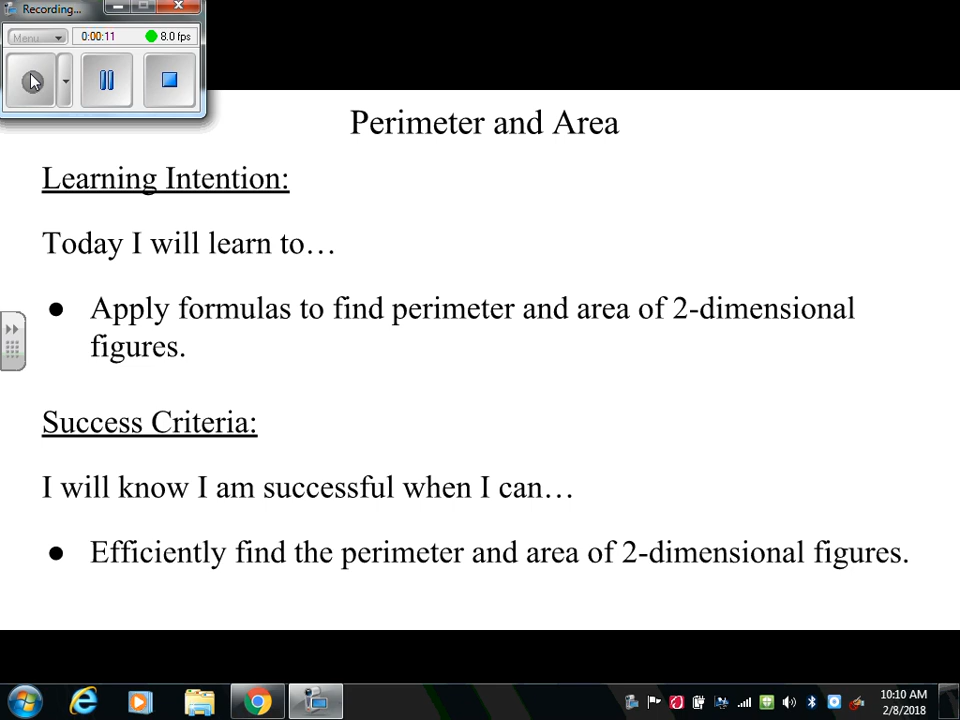 Recording...
Menu
0:00:11
8.0 fps
Perimeter and Area
Learning Intention:
Today I will learn to…
● Apply formulas to find perimeter and area of 2-dimensional
figures.
Success Criteria:
I will know I am successful when I can…
● Efficiently find the perimeter and area of 2-dimensional figures.
10:10 AM
2/8/2018